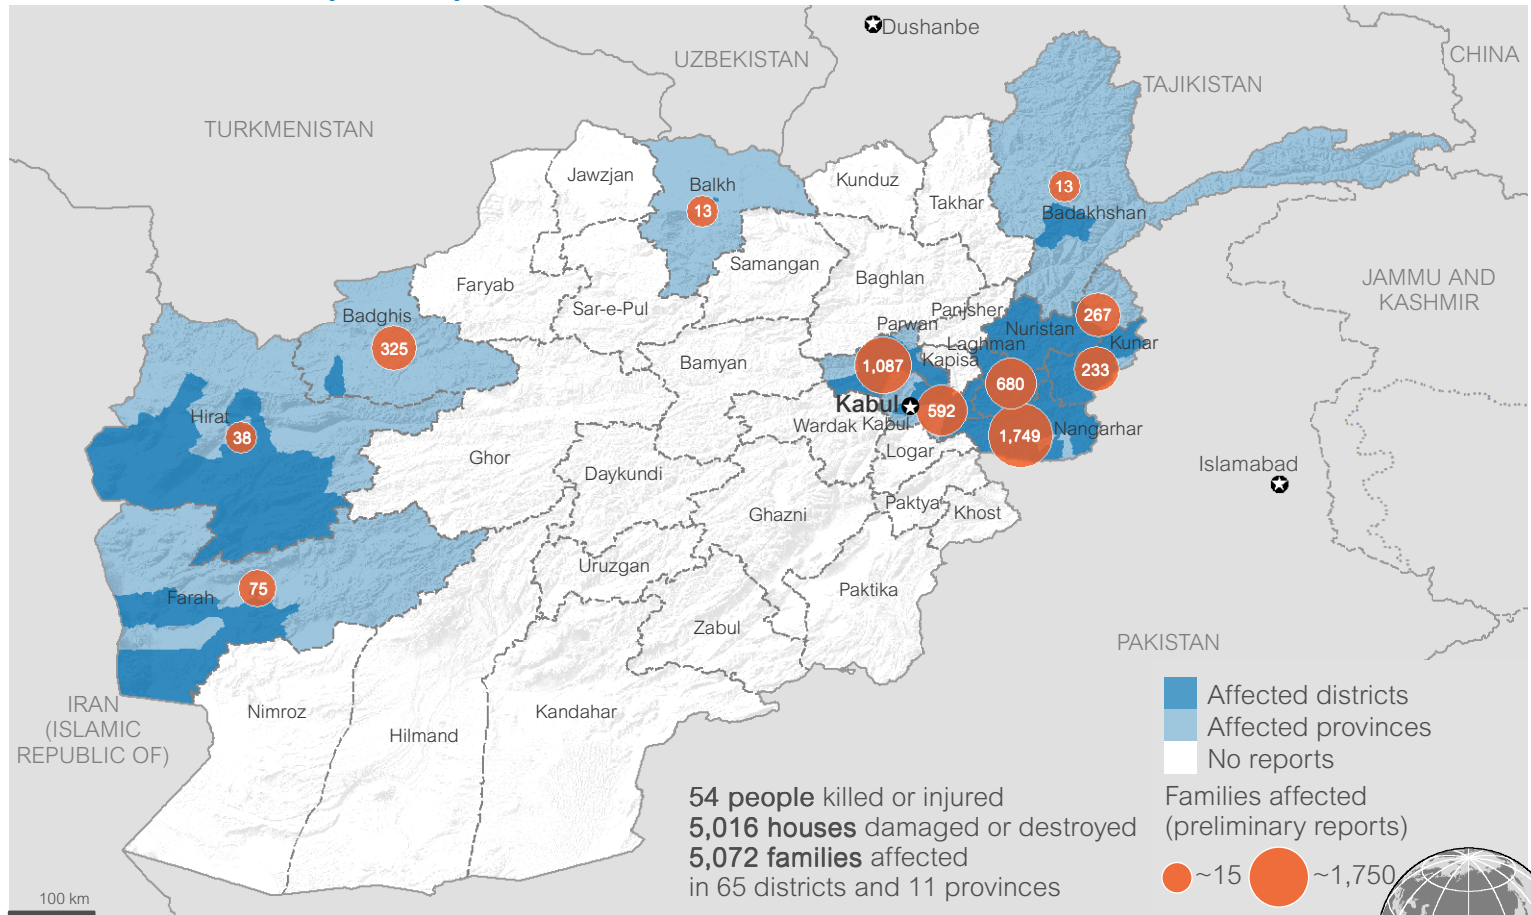 Dushanbe
UZBEKISTAN
CHINA
TAJIKISTAN
TURKMENISTAN
Jawzjan
Balkh
13
Kunduz
Takhar
13
Badakhshan
Samangan
Baghlan
Faryab
Sar-e-Pul
JAMMU AND
KASHMIR
Badghis
325
Panjsher
Parwan
Nuristan
267
Laghman
Kunar
Kapisa
Bamyan
1,087
680
233
Kabul
592
Hirat
38
Wardak
Kabul
1,749
Nangarhar
Logar
Ghor
Daykundi
Islamabad
Ghazni
Paktya
Khost
Uruzgan
Paktika
75
Farah
Zabul
PAKISTAN
IRAN
(ISLAMIC
REPUBLIC OF)
Nimroz
Hilmand
Kandahar
Affected districts
Affected provinces
No reports
Families affected
(preliminary reports)
~15
~1,750
54 people killed or injured
5,016 houses damaged or destroyed
5,072 families affected
in 65 districts and 11 provinces
100 km